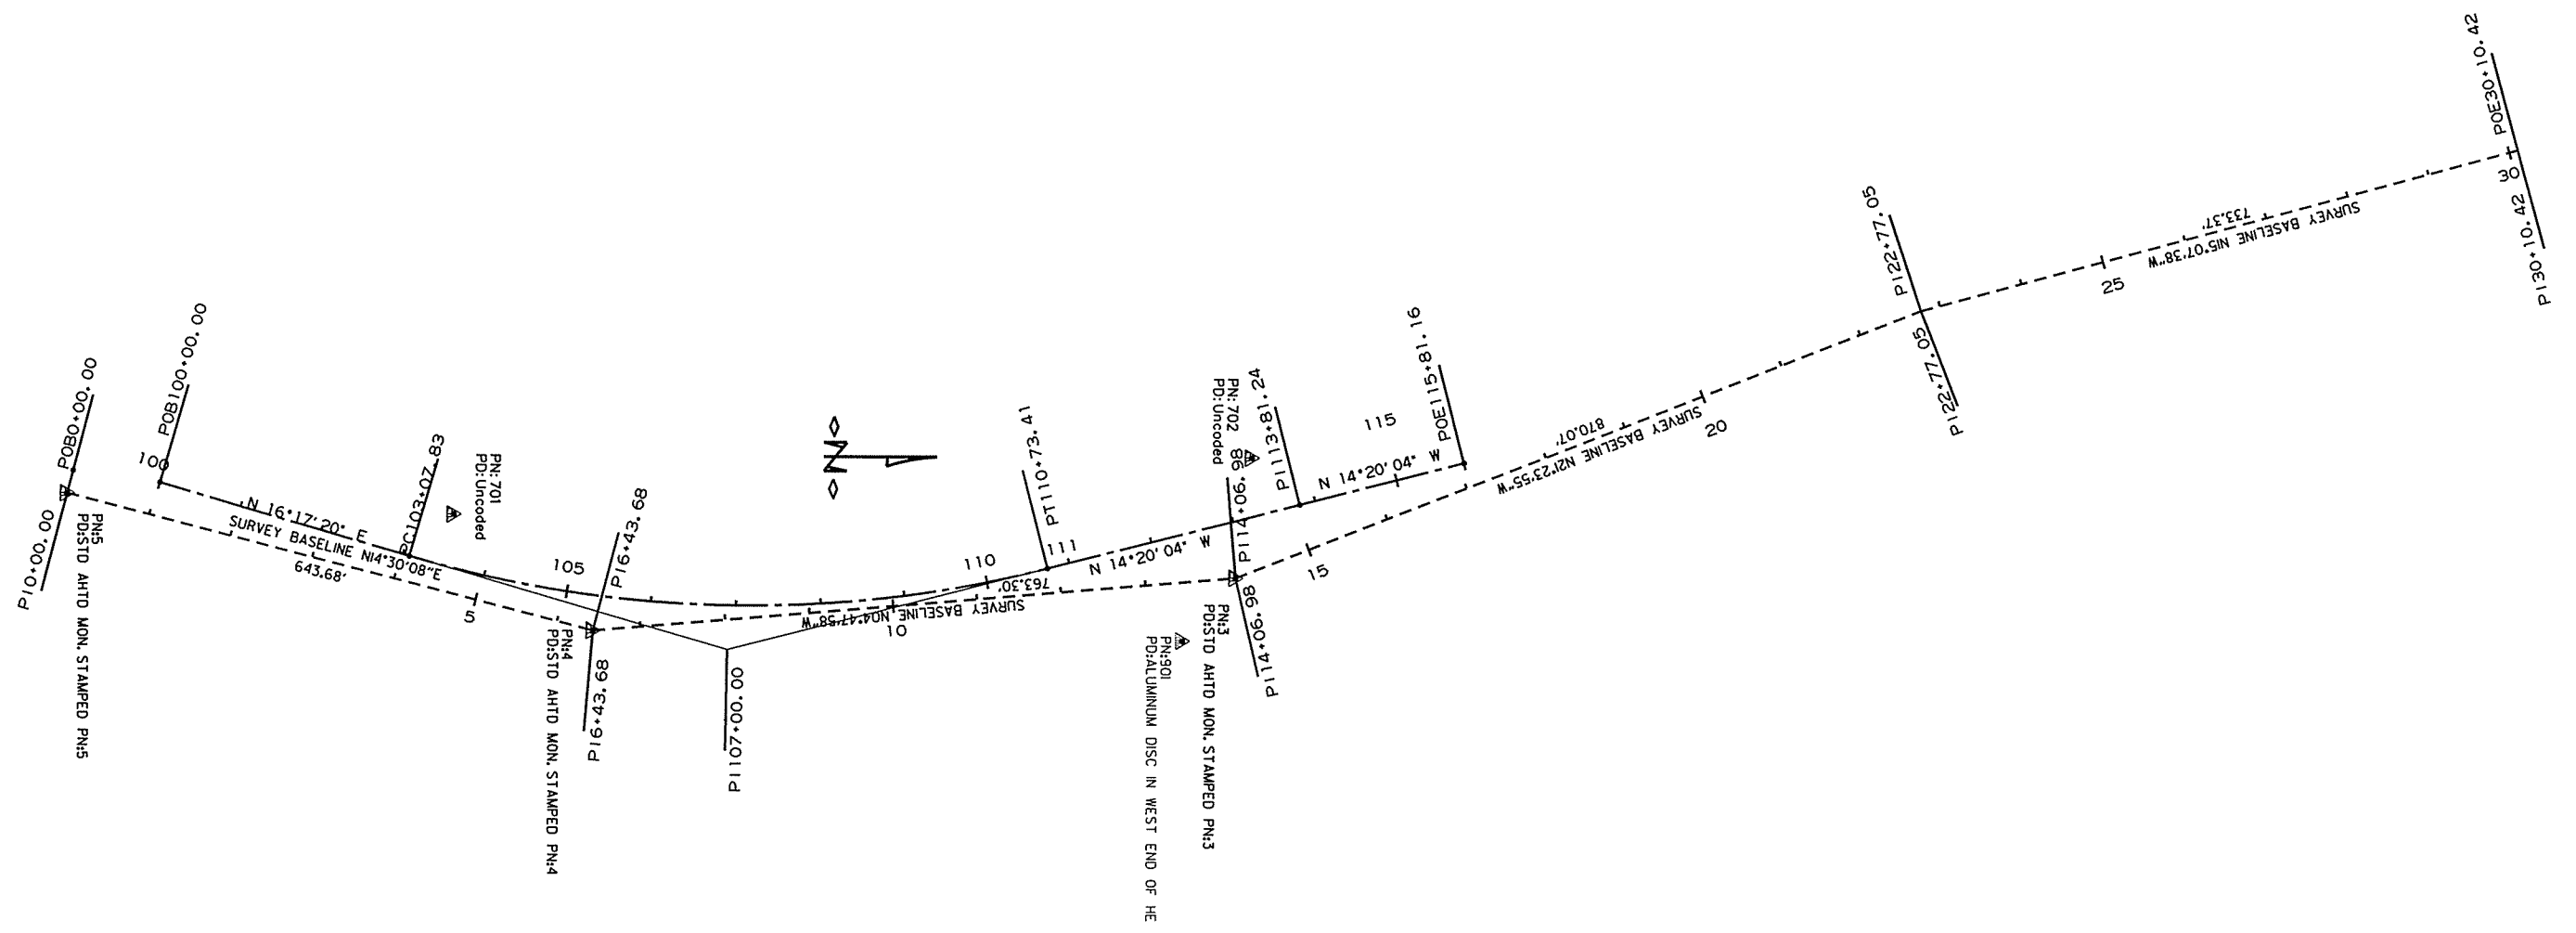 POB0+00.00
PI0+00.00
PN:5
PD:STD AHTD MON. STAMPED PN:5
POB100+00.00
100
N 16°17'20" E
SURVEY BASELINE N14°30'08"E
643.68'
PC103+07.83
PN: 701
PD:Uncoded
5
105
PI6+43.68
PI6+43.68
PN:4
PD:STD AHTD MON. STAMPED PN:4
PI107+00.00
N
SURVEY BASELINE N04°47'58"W
763.30'
10
110
PT110+73.41
111
N 14°20'04" W
PN: 702
PD:Uncoded
PI14+06.98
PI14+06.98
PN:3
PD:STD AHTD MON. STAMPED PN:3
PN:901
PD:ALUMINUM DISC IN WEST END OF HE
PI113+81.24
N 14°20'04" W
115
POE115+81.16
15
SURVEY BASELINE N21°23'55"W
870.07'
20
PI22+77.05
PI22+77.05
25
SURVEY BASELINE N15°07'38"W
733.37'
30
POE30+10.42
PI30+10.42